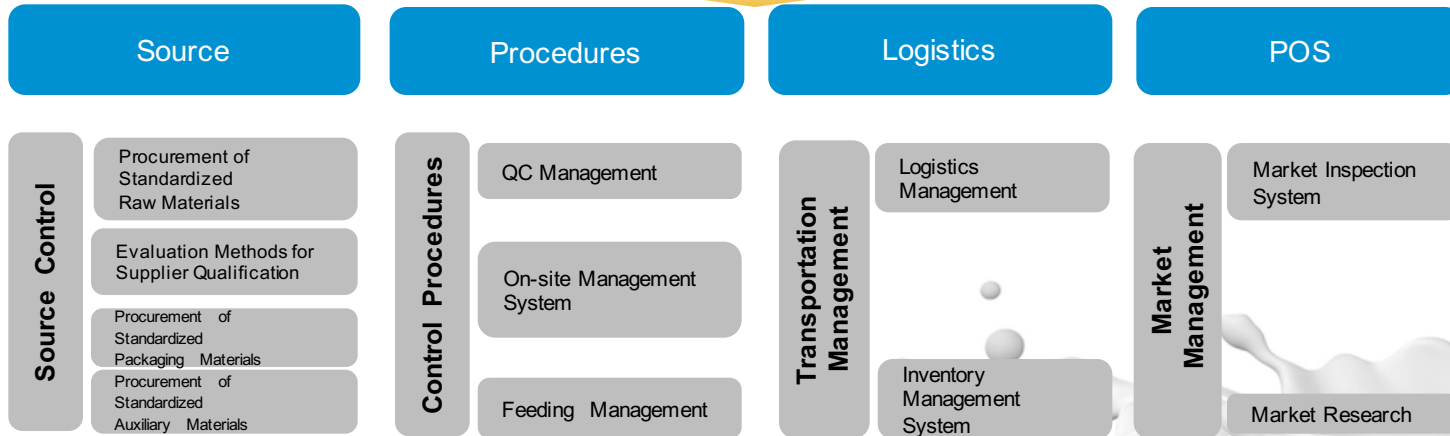 Source
Procedures
Logistics
POS
Source Control
Procurement of
Standardized
Raw Materials
Evaluation Methods for
Supplier Qualification
Procurement of
Standardized
Packaging Materials
Procurement of
Standardized
Auxiliary Materials
Control Procedures
QC Management
On-site Management
System
Feeding Management
Transportation
Management
Logistics
Management
Inventory
Management
System
Market
Management
Market Inspection
System
Market Research